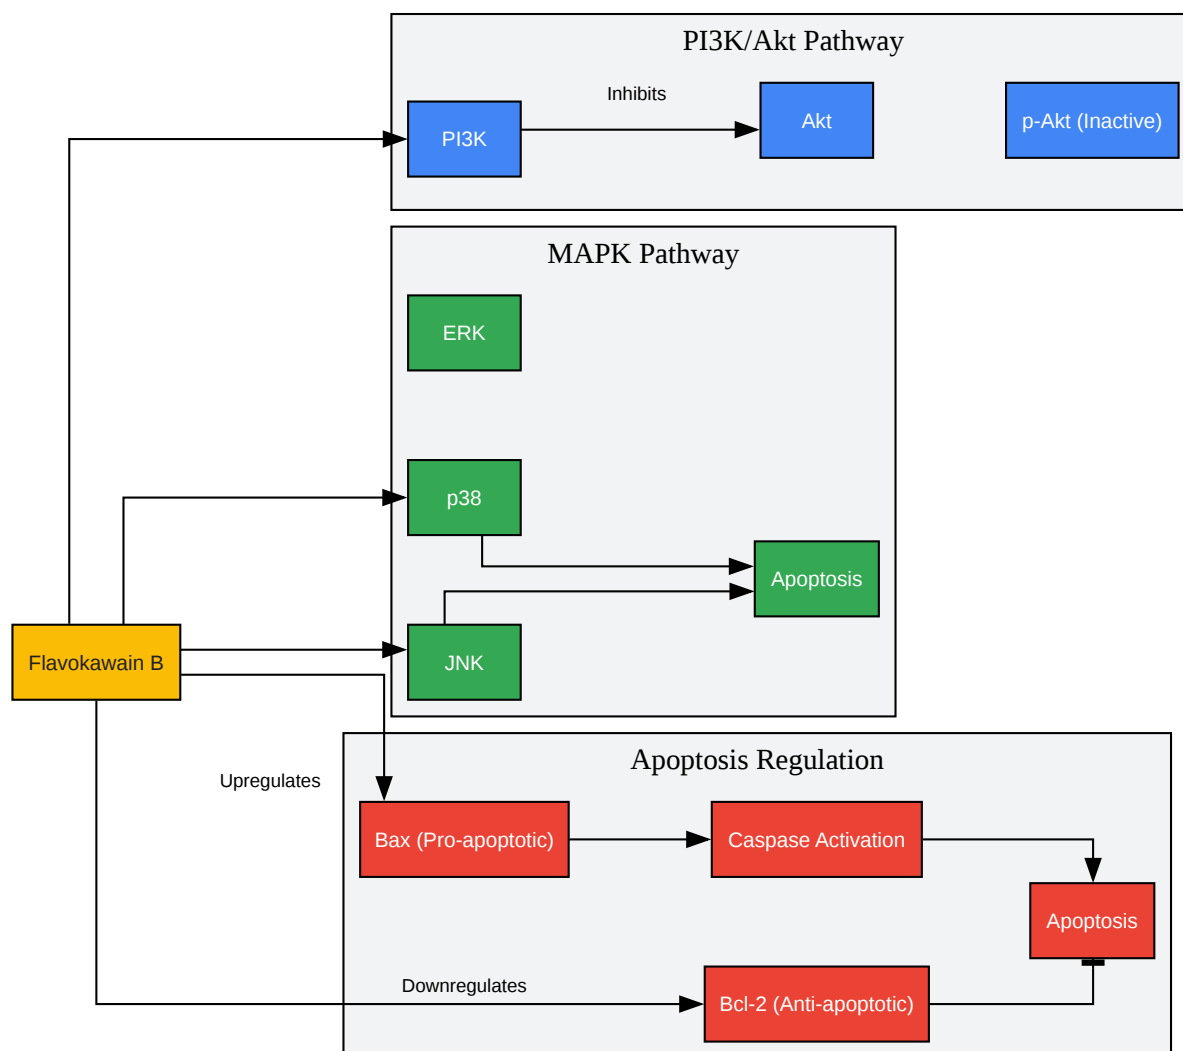 PI3K/Akt Pathway
Inhibits
PI3K
Akt
p-Akt (Inactive)
MAPK Pathway
ERK
p38
Apoptosis
JNK
Flavokawain B
Upregulates
Apoptosis Regulation
Bax (Pro-apoptotic)
Caspase Activation
Apoptosis
Downregulates
Bcl-2 (Anti-apoptotic)